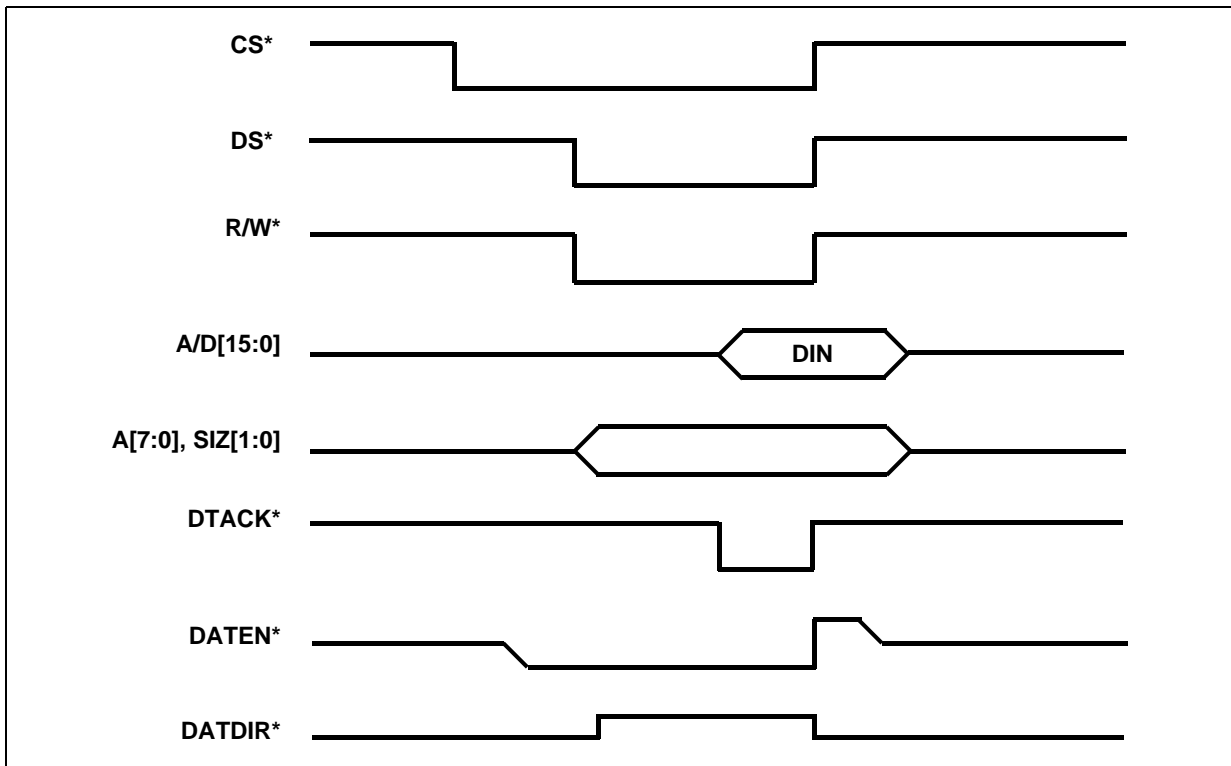 CS*
DS*
R/W*
A/D[15:0]
DIN
A[7:0], SIZ[1:0]
DTACK*
DATEN*
DATDIR*